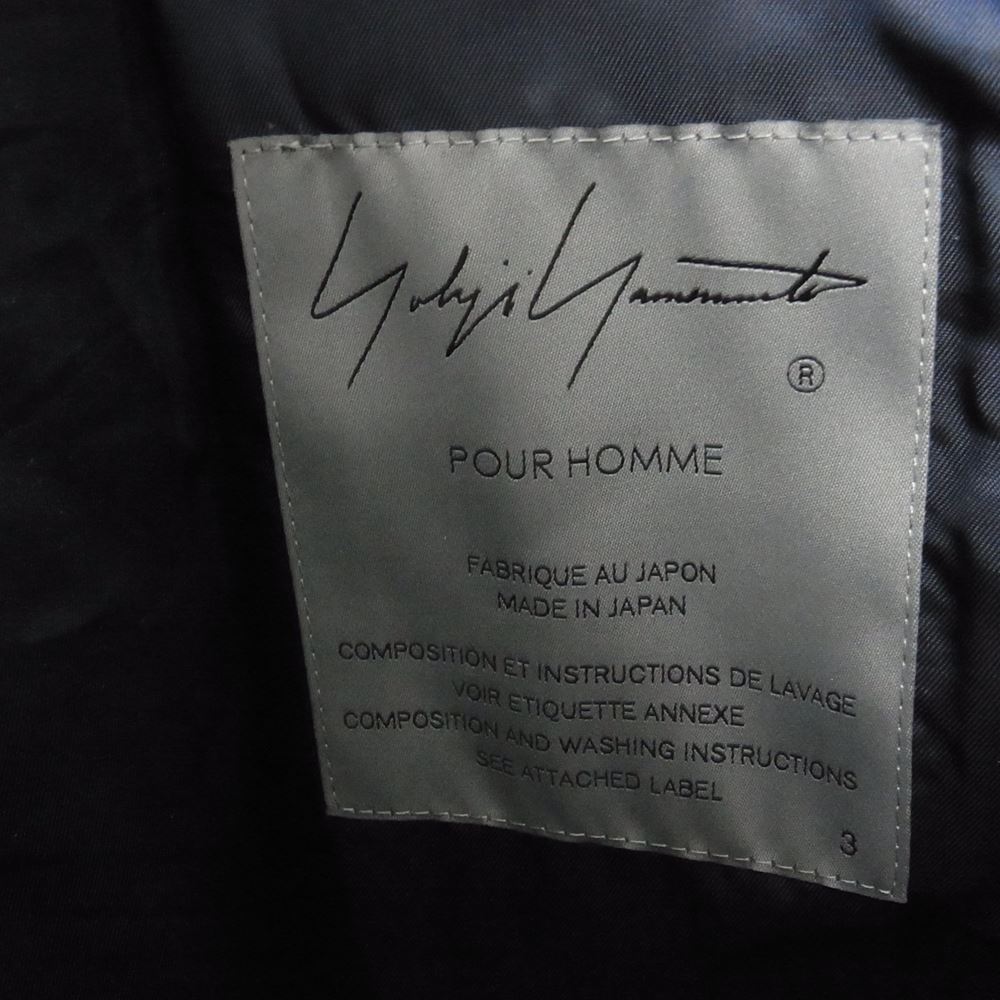 Yohji Yamamoto
®
POUR HOMME
FABRIQUE AU JAPON
MADE IN JAPAN
COMPOSITION ET INSTRUCTIONS DE LAVAGE
VOIR ETIQUETTE ANNEXE
COMPOSITION AND WASHING INSTRUCTIONS
SEE ATTACHED LABEL
3